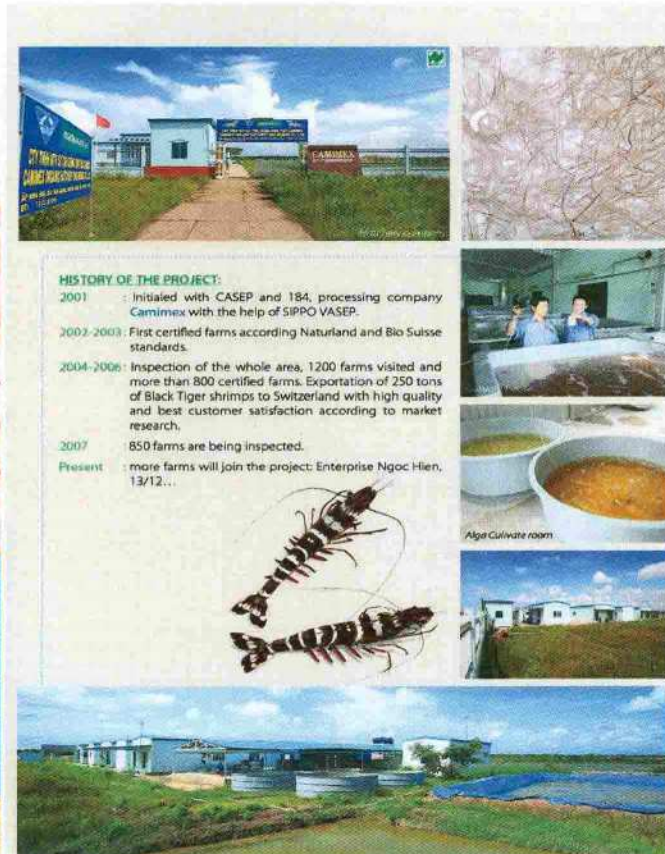 CAMIMEX
HISTORY OF THE PROJECT:
2001 : Initialed with CASEP and 184, processing company
Camimex with the help of SIPPO VASEP.
2002-2003 : First certified farms according Naturland and Bio Suisse
standards.
2004-2006 : Inspection of the whole area, 1200 farms visited and
more than 800 certified farms. Exportation of 250 tons
of Black Tiger shrimps to Switzerland with high quality
and best customer satisfaction according to market
research.
2007 : 850 farms are being inspected.
Present : more farms will join the project: Enterprise Ngoc Hien,
13/12...
Alga Culivate room